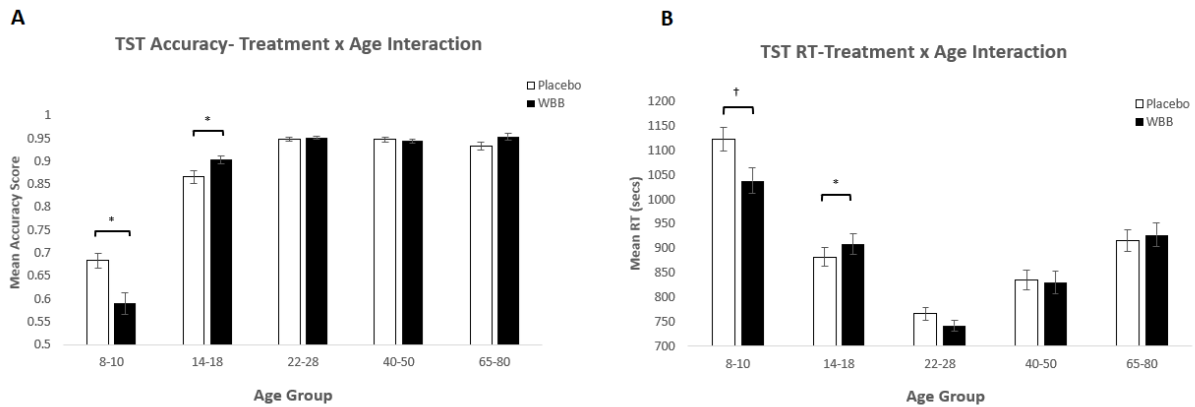 A
TST Accuracy- Treatment x Age Interaction
Placebo
WBB
Mean Accuracy Score
1
0.95
0.9
0.85
0.8
0.75
0.7
0.65
0.6
0.55
0.5
*
*
8-10 14-18 22-28 40-50 65-80
Age Group
B
TST RT-Treatment x Age Interaction
Placebo
WBB
Mean RT (secs)
1200
1150
1100
1050
1000
950
900
850
800
750
700
†
*
8-10 14-18 22-28 40-50 65-80
Age Group